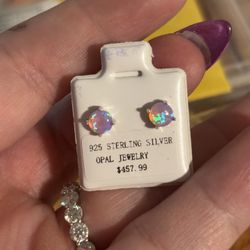 925 STERLING SILVER
OPAL JEWELRY
$457.99